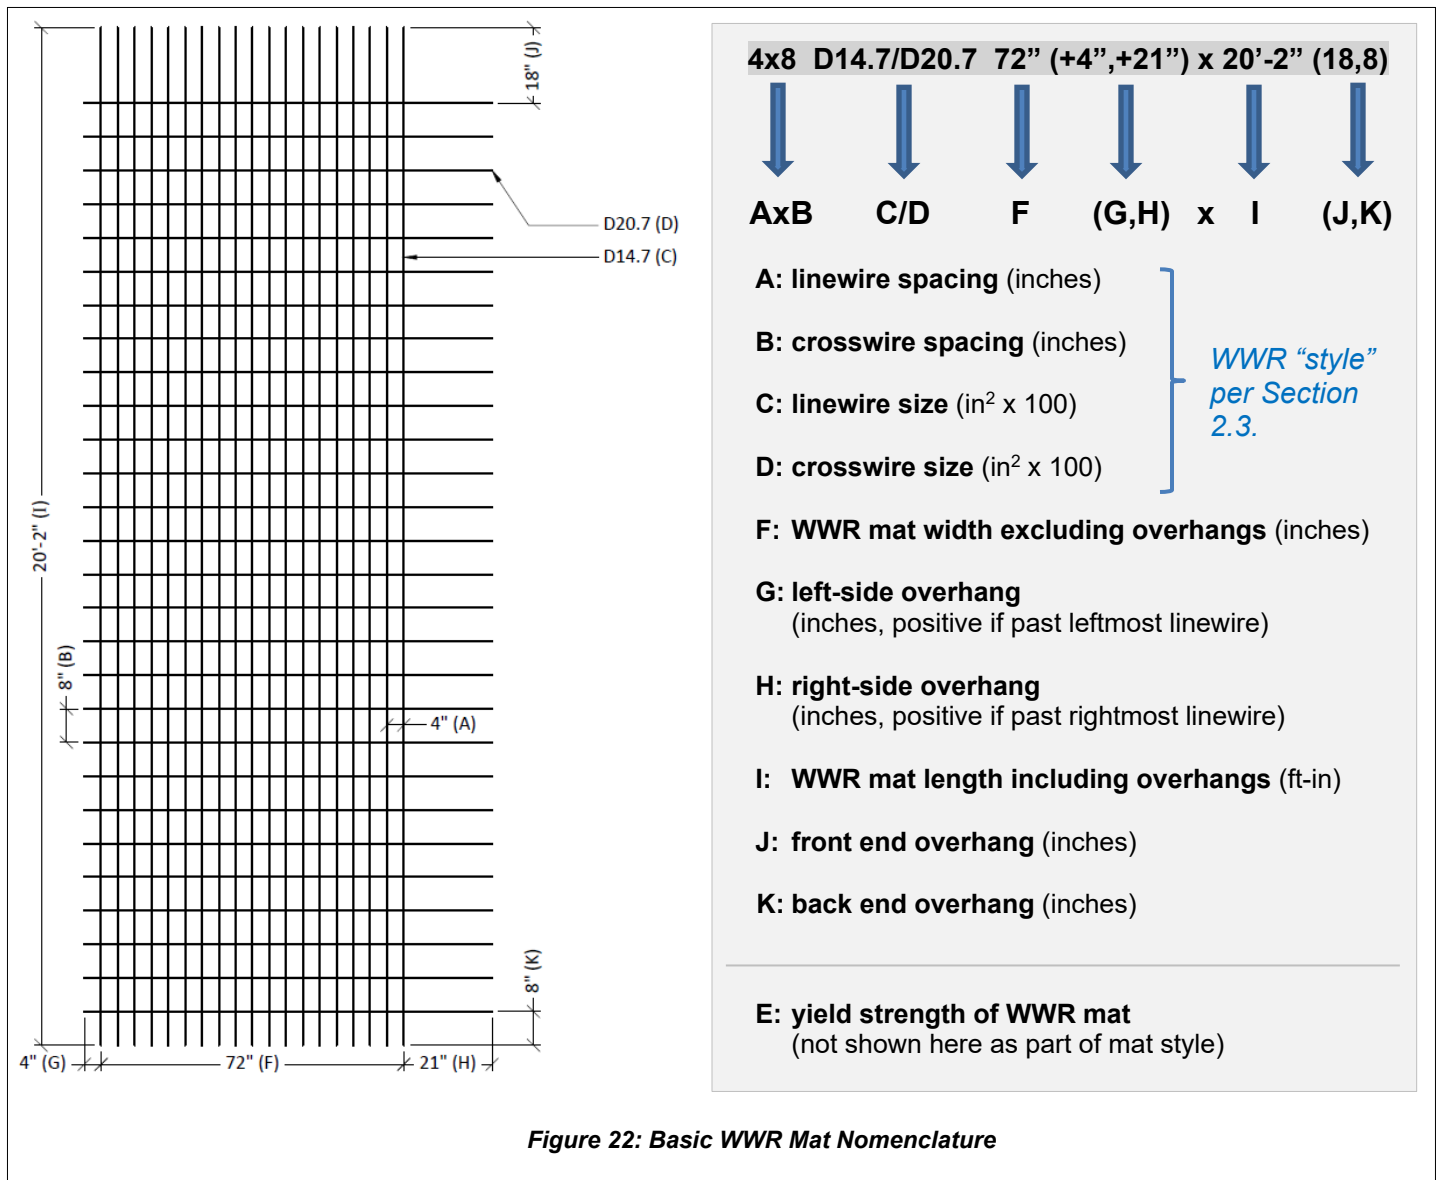 18" (J)
D20.7 (D)
D14.7 (C)
20'-2" (I)
8" (B)
4" (A)
8" (K)
4" (G)
72" (F)
21" (H)
4x8 D14.7/D20.7 72” (+4”,+21”) x 20’-2” (18,8)
AxB C/D F (G,H) x I (J,K)
A: linewire spacing (inches)
B: crosswire spacing (inches)
C: linewire size (in² x 100)
D: crosswire size (in² x 100)
WWR “style”
per Section
2.3.
F: WWR mat width excluding overhangs (inches)
G: left-side overhang
(inches, positive if past leftmost linewire)
H: right-side overhang
(inches, positive if past rightmost linewire)
I: WWR mat length including overhangs (ft-in)
J: front end overhang (inches)
K: back end overhang (inches)
E: yield strength of WWR mat
(not shown here as part of mat style)
Figure 22: Basic WWR Mat Nomenclature